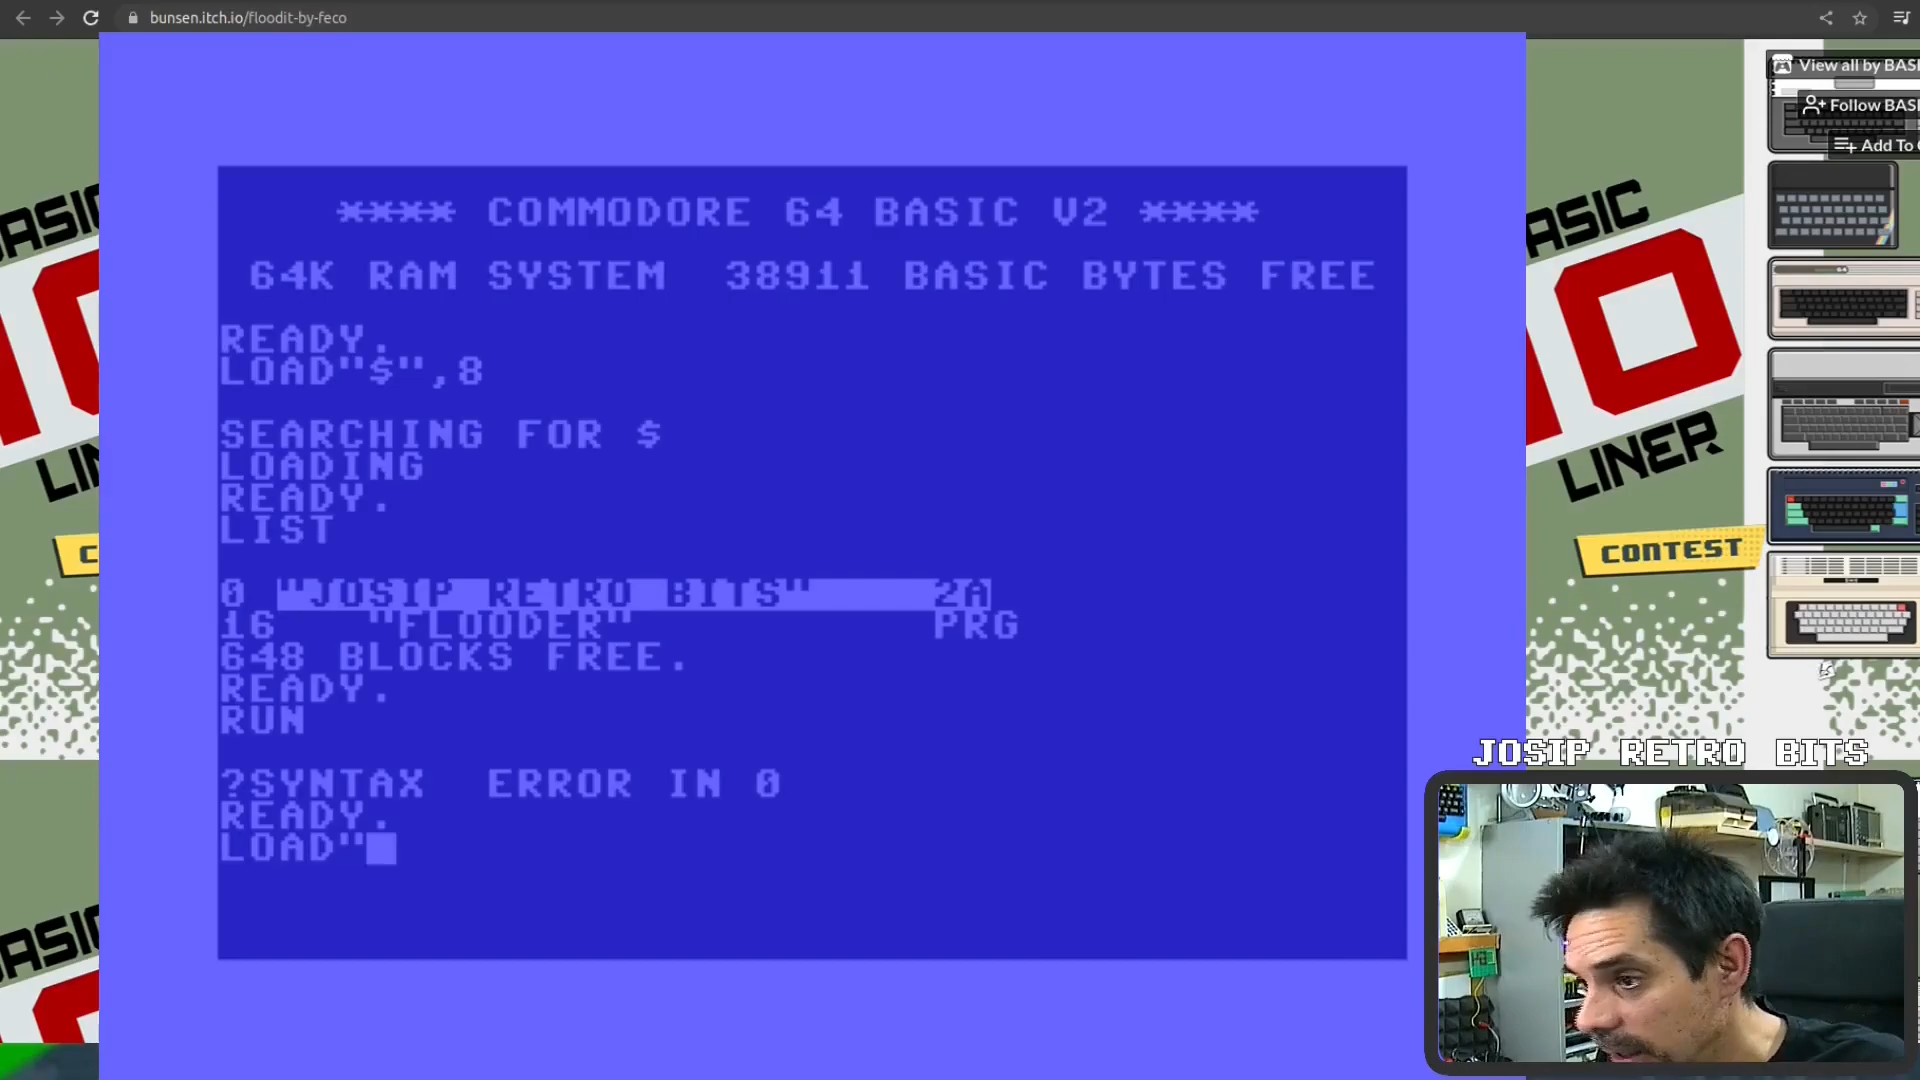 bunsen.itch.io/floodit-by-feco
View all by BASI
Follow BASI
Add To C
**** COMMODORE 64 BASIC V2 ****
64K RAM SYSTEM  38911 BASIC BYTES FREE
READY.
LOAD"$",8
SEARCHING FOR $
LOADING
READY.
LIST
0 "JOSIP RETRO BITS" 2A
16 "FLOODER" PRG
648 BLOCKS FREE.
READY.
RUN
?SYNTAX  ERROR IN 0
READY.
LOAD"
BASIC
10
LINER
CONTEST
JOSIP RETRO BITS